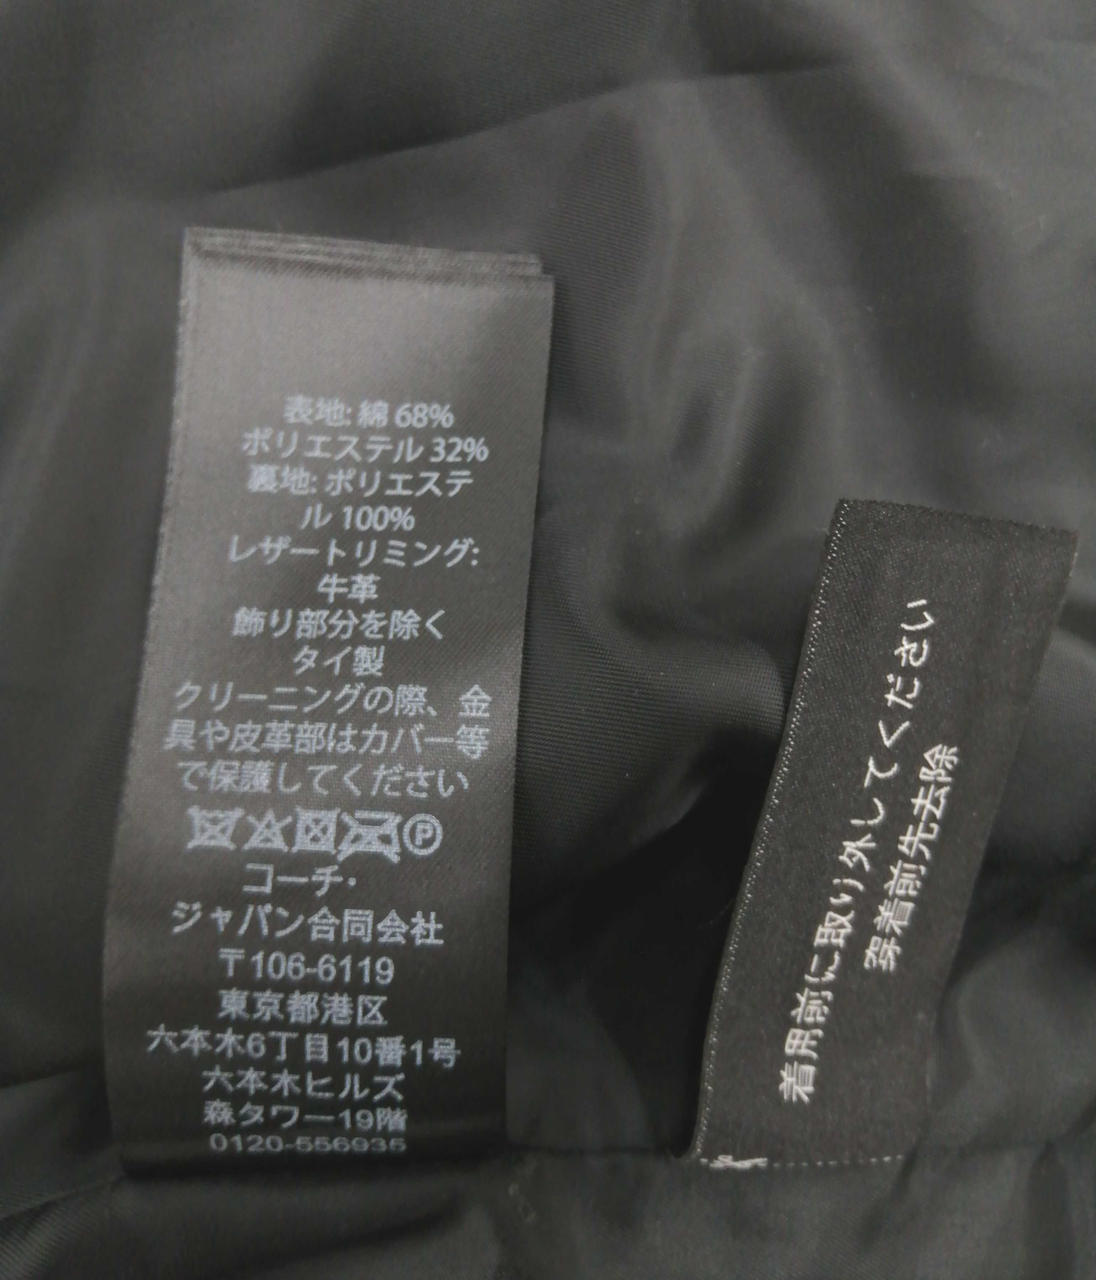 表地: 綿 68%
ポリエステル 32%
裏地: ポリエステ
ル 100%
レザートリミング:
牛革
飾り部分を除く
タイ製
クリーニングの際、金
具や皮革部はカバー等
で保護してください
P
コーチ・
ジャパン合同会社
〒106-6119
東京都港区
六本木6丁目10番1号
六本木ヒルズ
森タワー19階
0120-556935
着用前に取り外してください
穿着前先去除